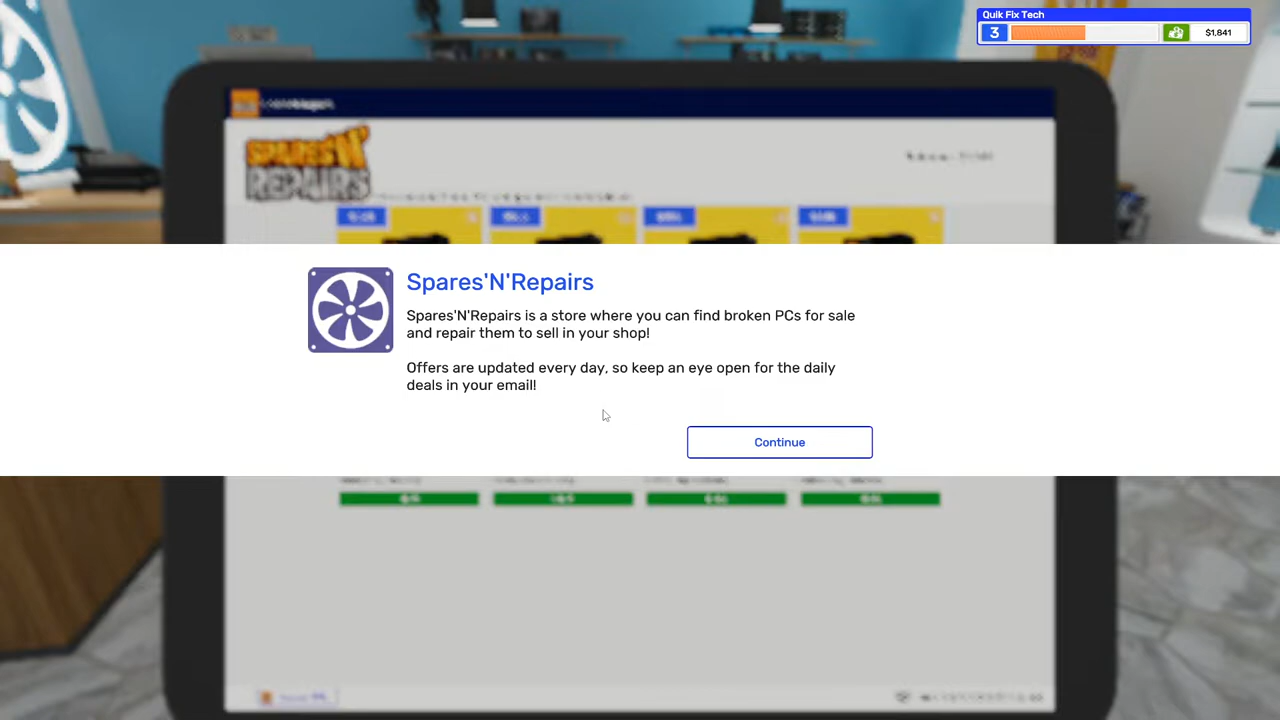 Quik Fix Tech
3
$1,841
SPARES'N'
REPAIRS
Spares'N'Repairs
Spares'N'Repairs is a store where you can find broken PCs for sale
and repair them to sell in your shop!
Offers are updated every day, so keep an eye open for the daily
deals in your email!
Continue